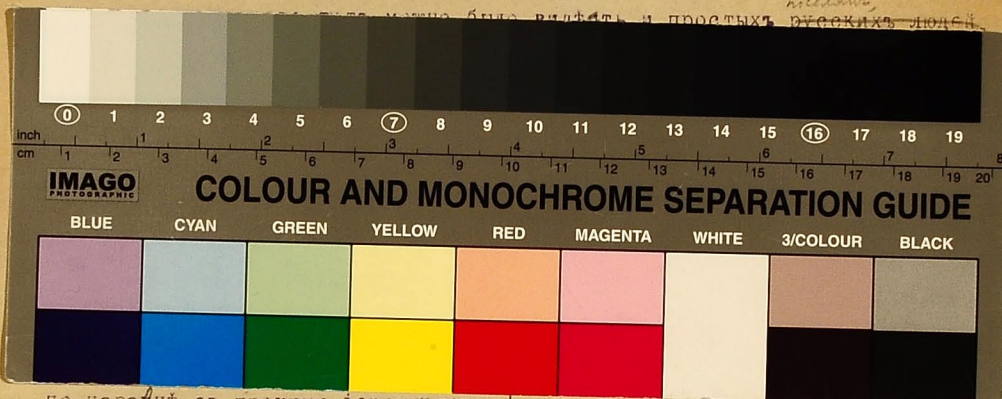 можно было видѣть и простыхъ русскихъ людей,
0 1 2 3 4 5 6 7 8 9 10 11 12 13 14 15 16 17 18 19
inch 1 2 3 4 5 6 7 8
cm 1 2 3 4 5 6 7 8 9 10 11 12 13 14 15 16 17 18 19 20
IMAGO
PHOTOGRAPHIC
COLOUR AND MONOCHROME SEPARATION GUIDE
BLUE CYAN GREEN YELLOW RED MAGENTA WHITE 3/COLOUR BLACK